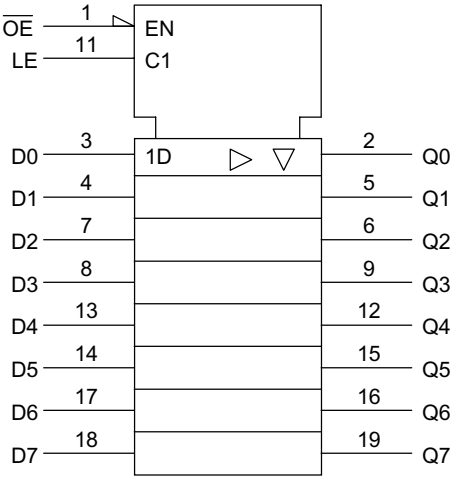 O̅E̅ 1 EN
LE 11 C1
D0 3 1D 2 Q0
D1 4 5 Q1
D2 7 6 Q2
D3 8 9 Q3
D4 13 12 Q4
D5 14 15 Q5
D6 17 16 Q6
D7 18 19 Q7